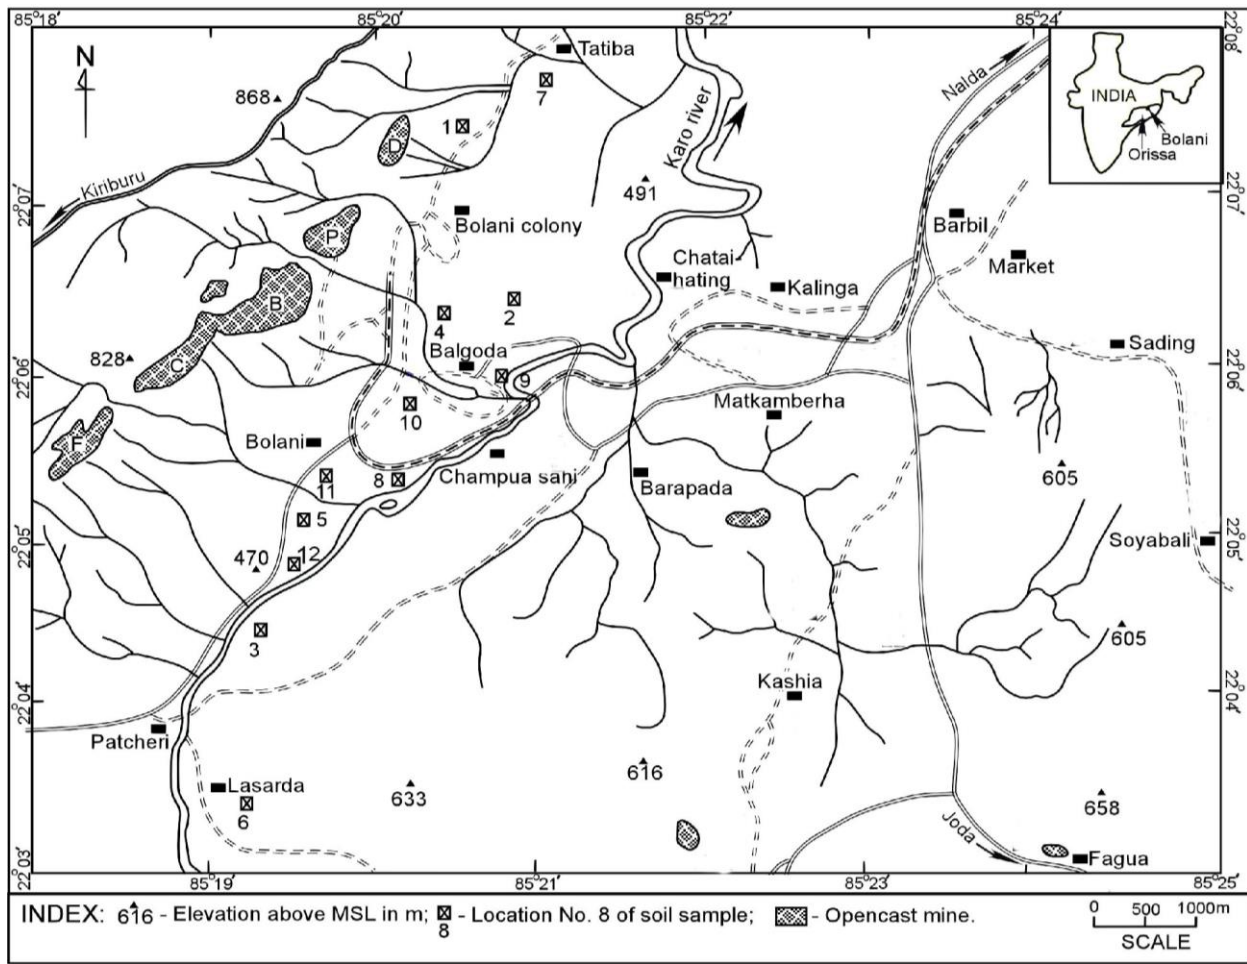 85°18' 85°20' 85°22' 85°24'
22°08'
N
Tatiba
Nalda
INDIA
Bolani
Orissa
868
7
1
D
Karo river
491
Kiriburu
22°07'
22°07'
P
Bolani colony
Barbil
Market
Chatai-
hating
Kalinga
B
2
4
828
C
Balgoda
Sading
22°06'
22°06'
9
10
Matkamberha
F
Bolani
8
11
Champua sahi
Barapada
605
5
22°05'
22°05'
12
470
Soyabali
3
605
22°04'
22°04'
Kashia
Patcheri
Lasarda
6
633
616
658
Joda
Fagua
22°03'
22°03'
85°18' 85°19' 85°21' 85°23' 85°25'
INDEX: 616 - Elevation above MSL in m; 8 - Location No. 8 of soil sample; - Opencast mine.
0 500 1000m
SCALE